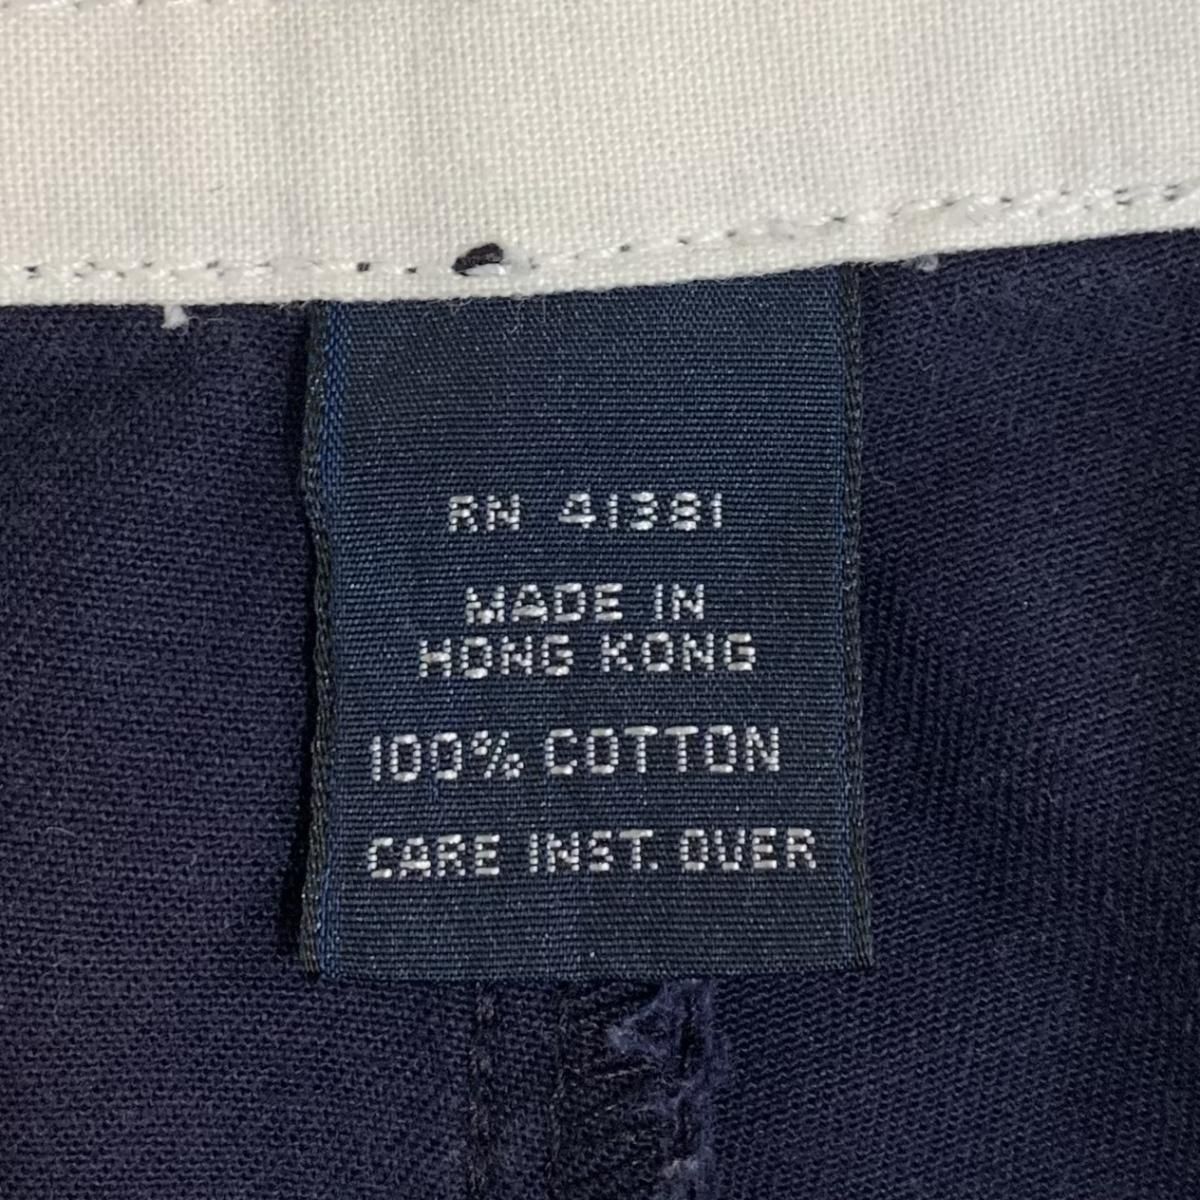 RN 41381
MADE IN
HONG KONG
100% COTTON
CARE INST. OVER